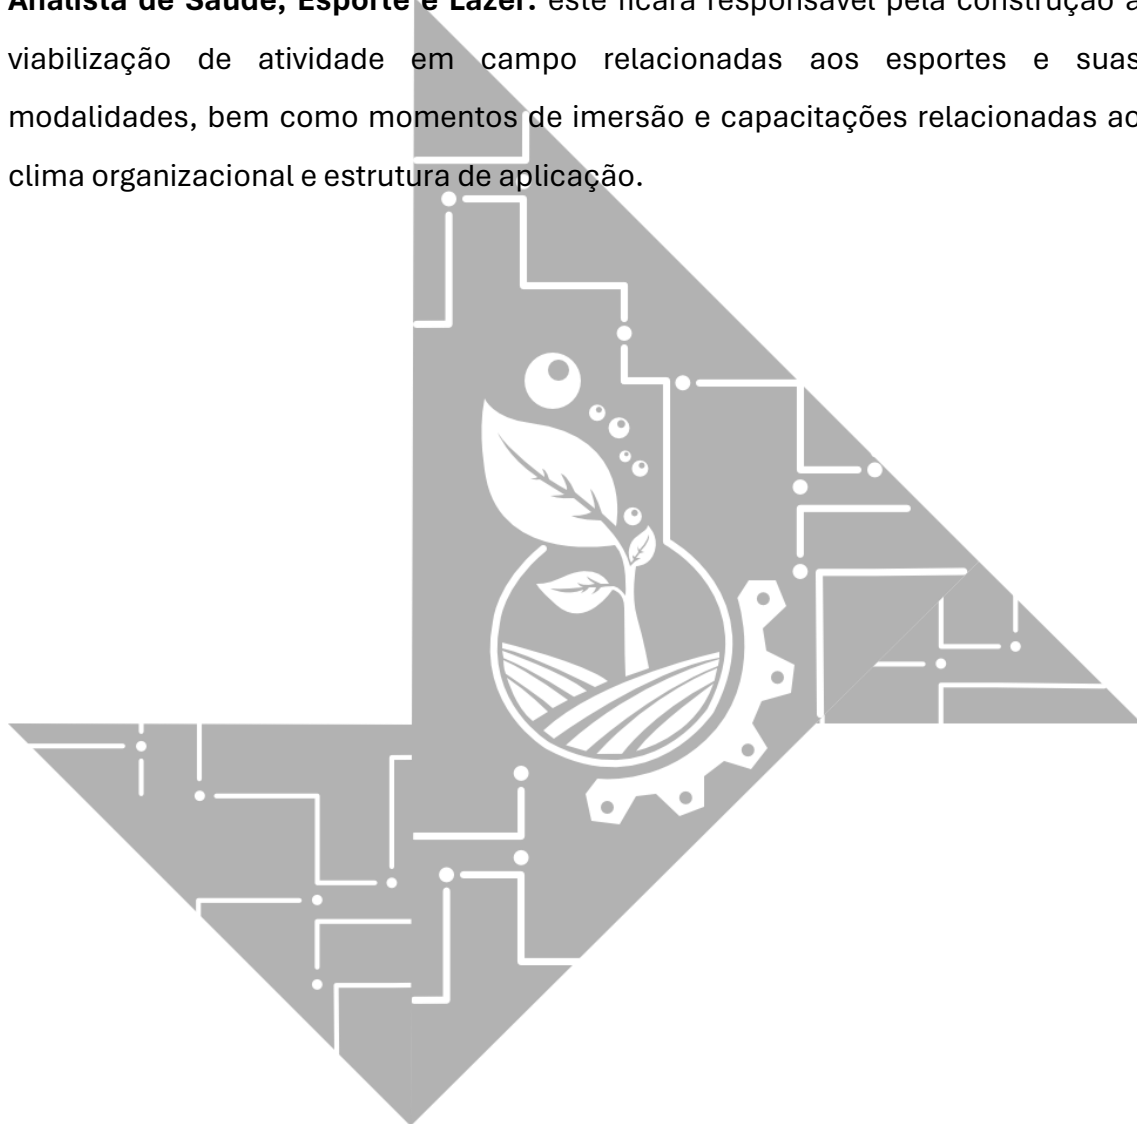 Analista de Saúde, Esporte e Lazer: este ficará responsável pela construção a
viabilização de atividade em campo relacionadas aos esportes e suas
modalidades, bem como momentos de imersão e capacitações relacionadas ao
clima organizacional e estrutura de aplicação.